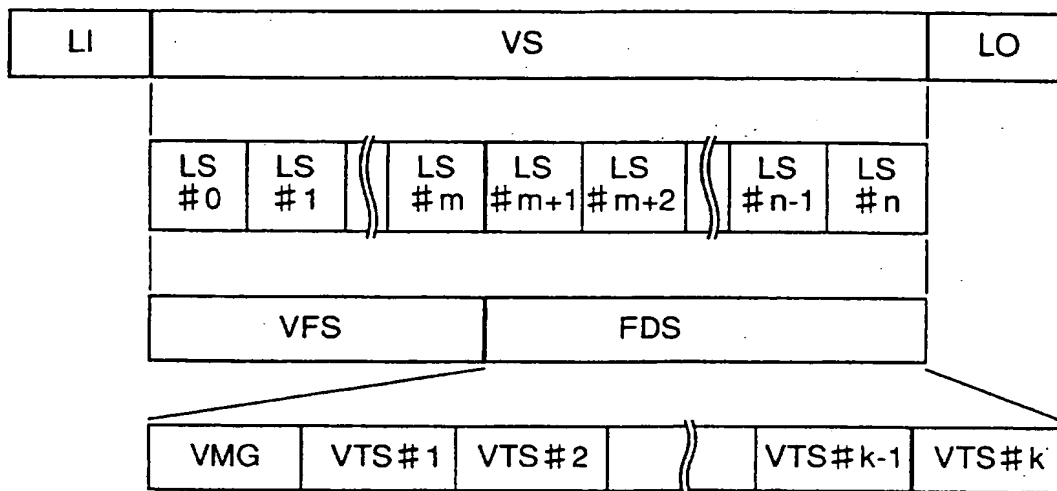 LI VS LO
LS LS LS LS LS LS LS
#0 #1 #m #m+1 #m+2 #n-1 #n
VFS FDS
VMG VTS#1 VTS#2 VTS#k-1 VTS#k